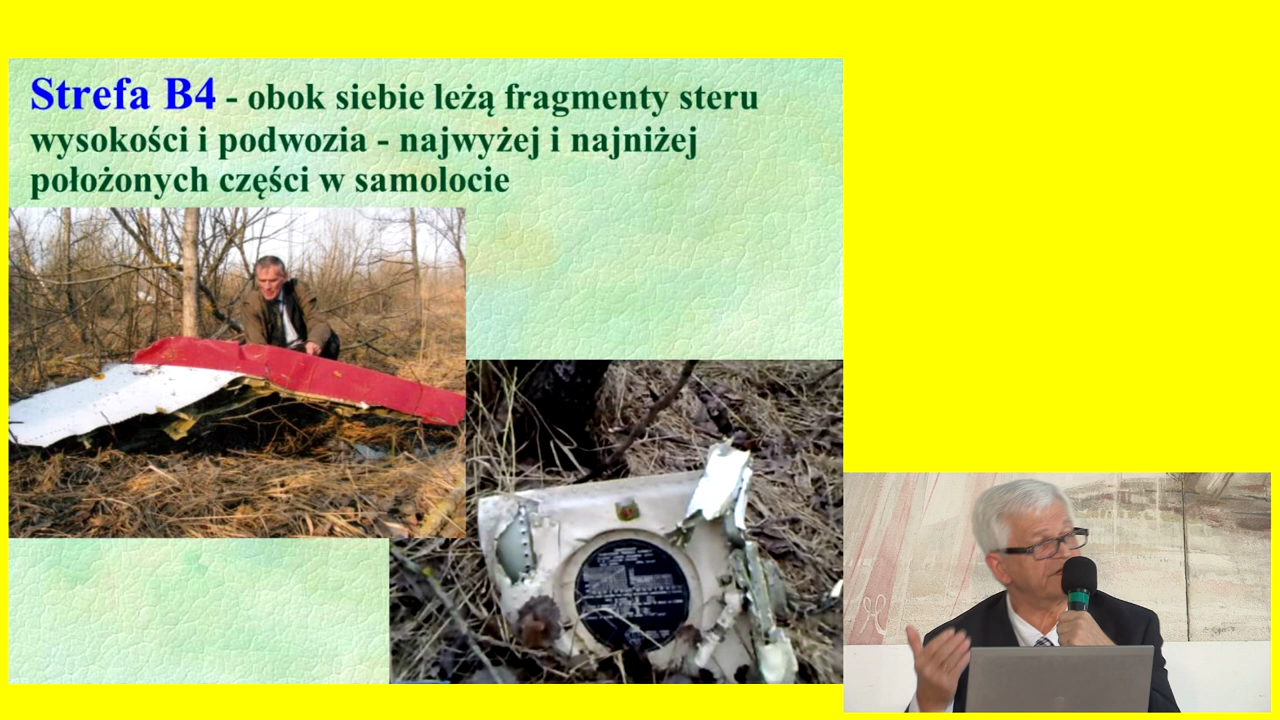 Strefa B4 - obok siebie leżą fragmenty steru
wysokości i podwozia - najwyżej i najniżej
położonych części w samolocie